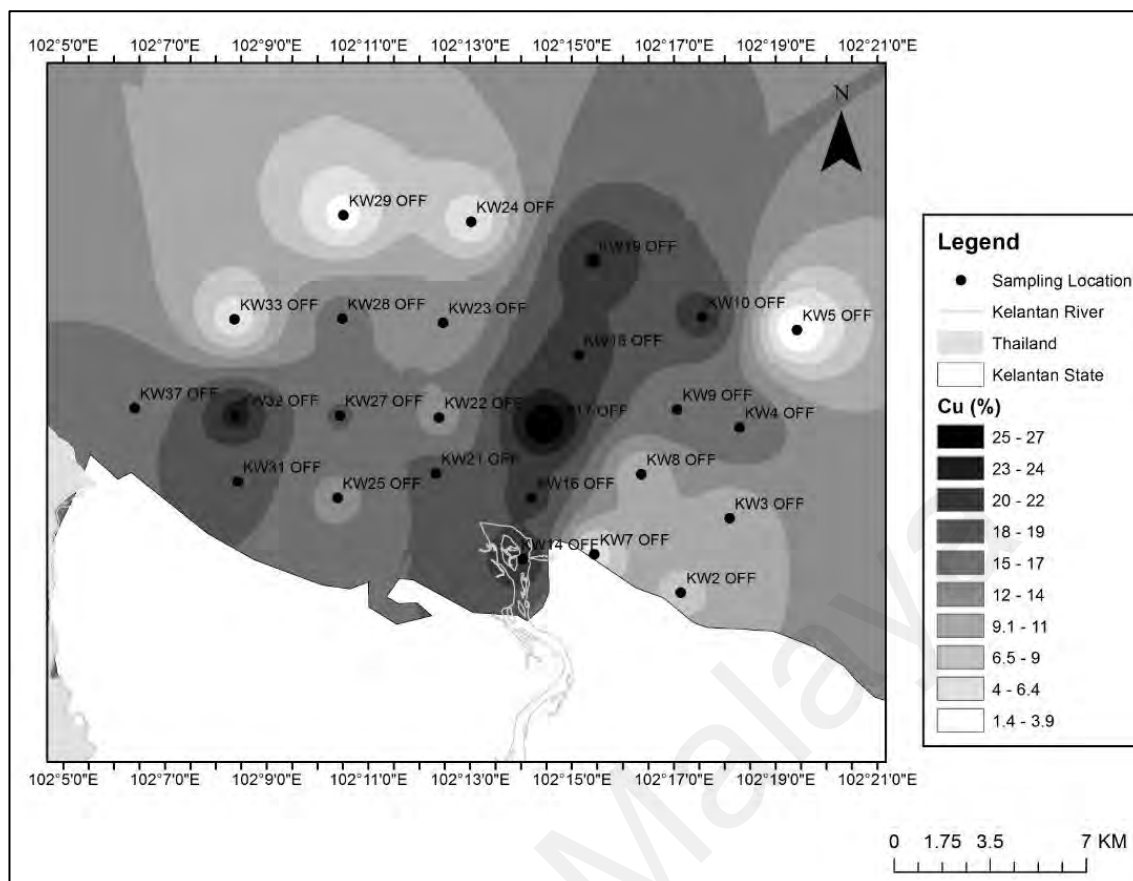 102°5'0"E 102°7'0"E 102°9'0"E 102°11'0"E 102°13'0"E 102°15'0"E 102°17'0"E 102°19'0"E 102°21'0"E
N
KW29 OFF
KW24 OFF
KW19 OFF
KW33 OFF
KW28 OFF
KW23 OFF
KW10 OFF
KW5 OFF
KW18 OFF
KW37 OFF
KW32 OFF
KW27 OFF
KW22 OFF
17 OFF
KW9 OFF
KW4 OFF
KW31 OFF
KW25 OFF
KW21 OFF
KW16 OFF
KW8 OFF
KW3 OFF
KW14 OFF
KW7 OFF
KW2 OFF
102°5'0"E 102°7'0"E 102°9'0"E 102°11'0"E 102°13'0"E 102°15'0"E 102°17'0"E 102°19'0"E 102°21'0"E
Legend
Sampling Location
Kelantan River
Thailand
Kelantan State
Cu (%)
25 - 27
23 - 24
20 - 22
18 - 19
15 - 17
12 - 14
9.1 - 11
6.5 - 9
4 - 6.4
1.4 - 3.9
0 1.75 3.5 7 KM
Malaya